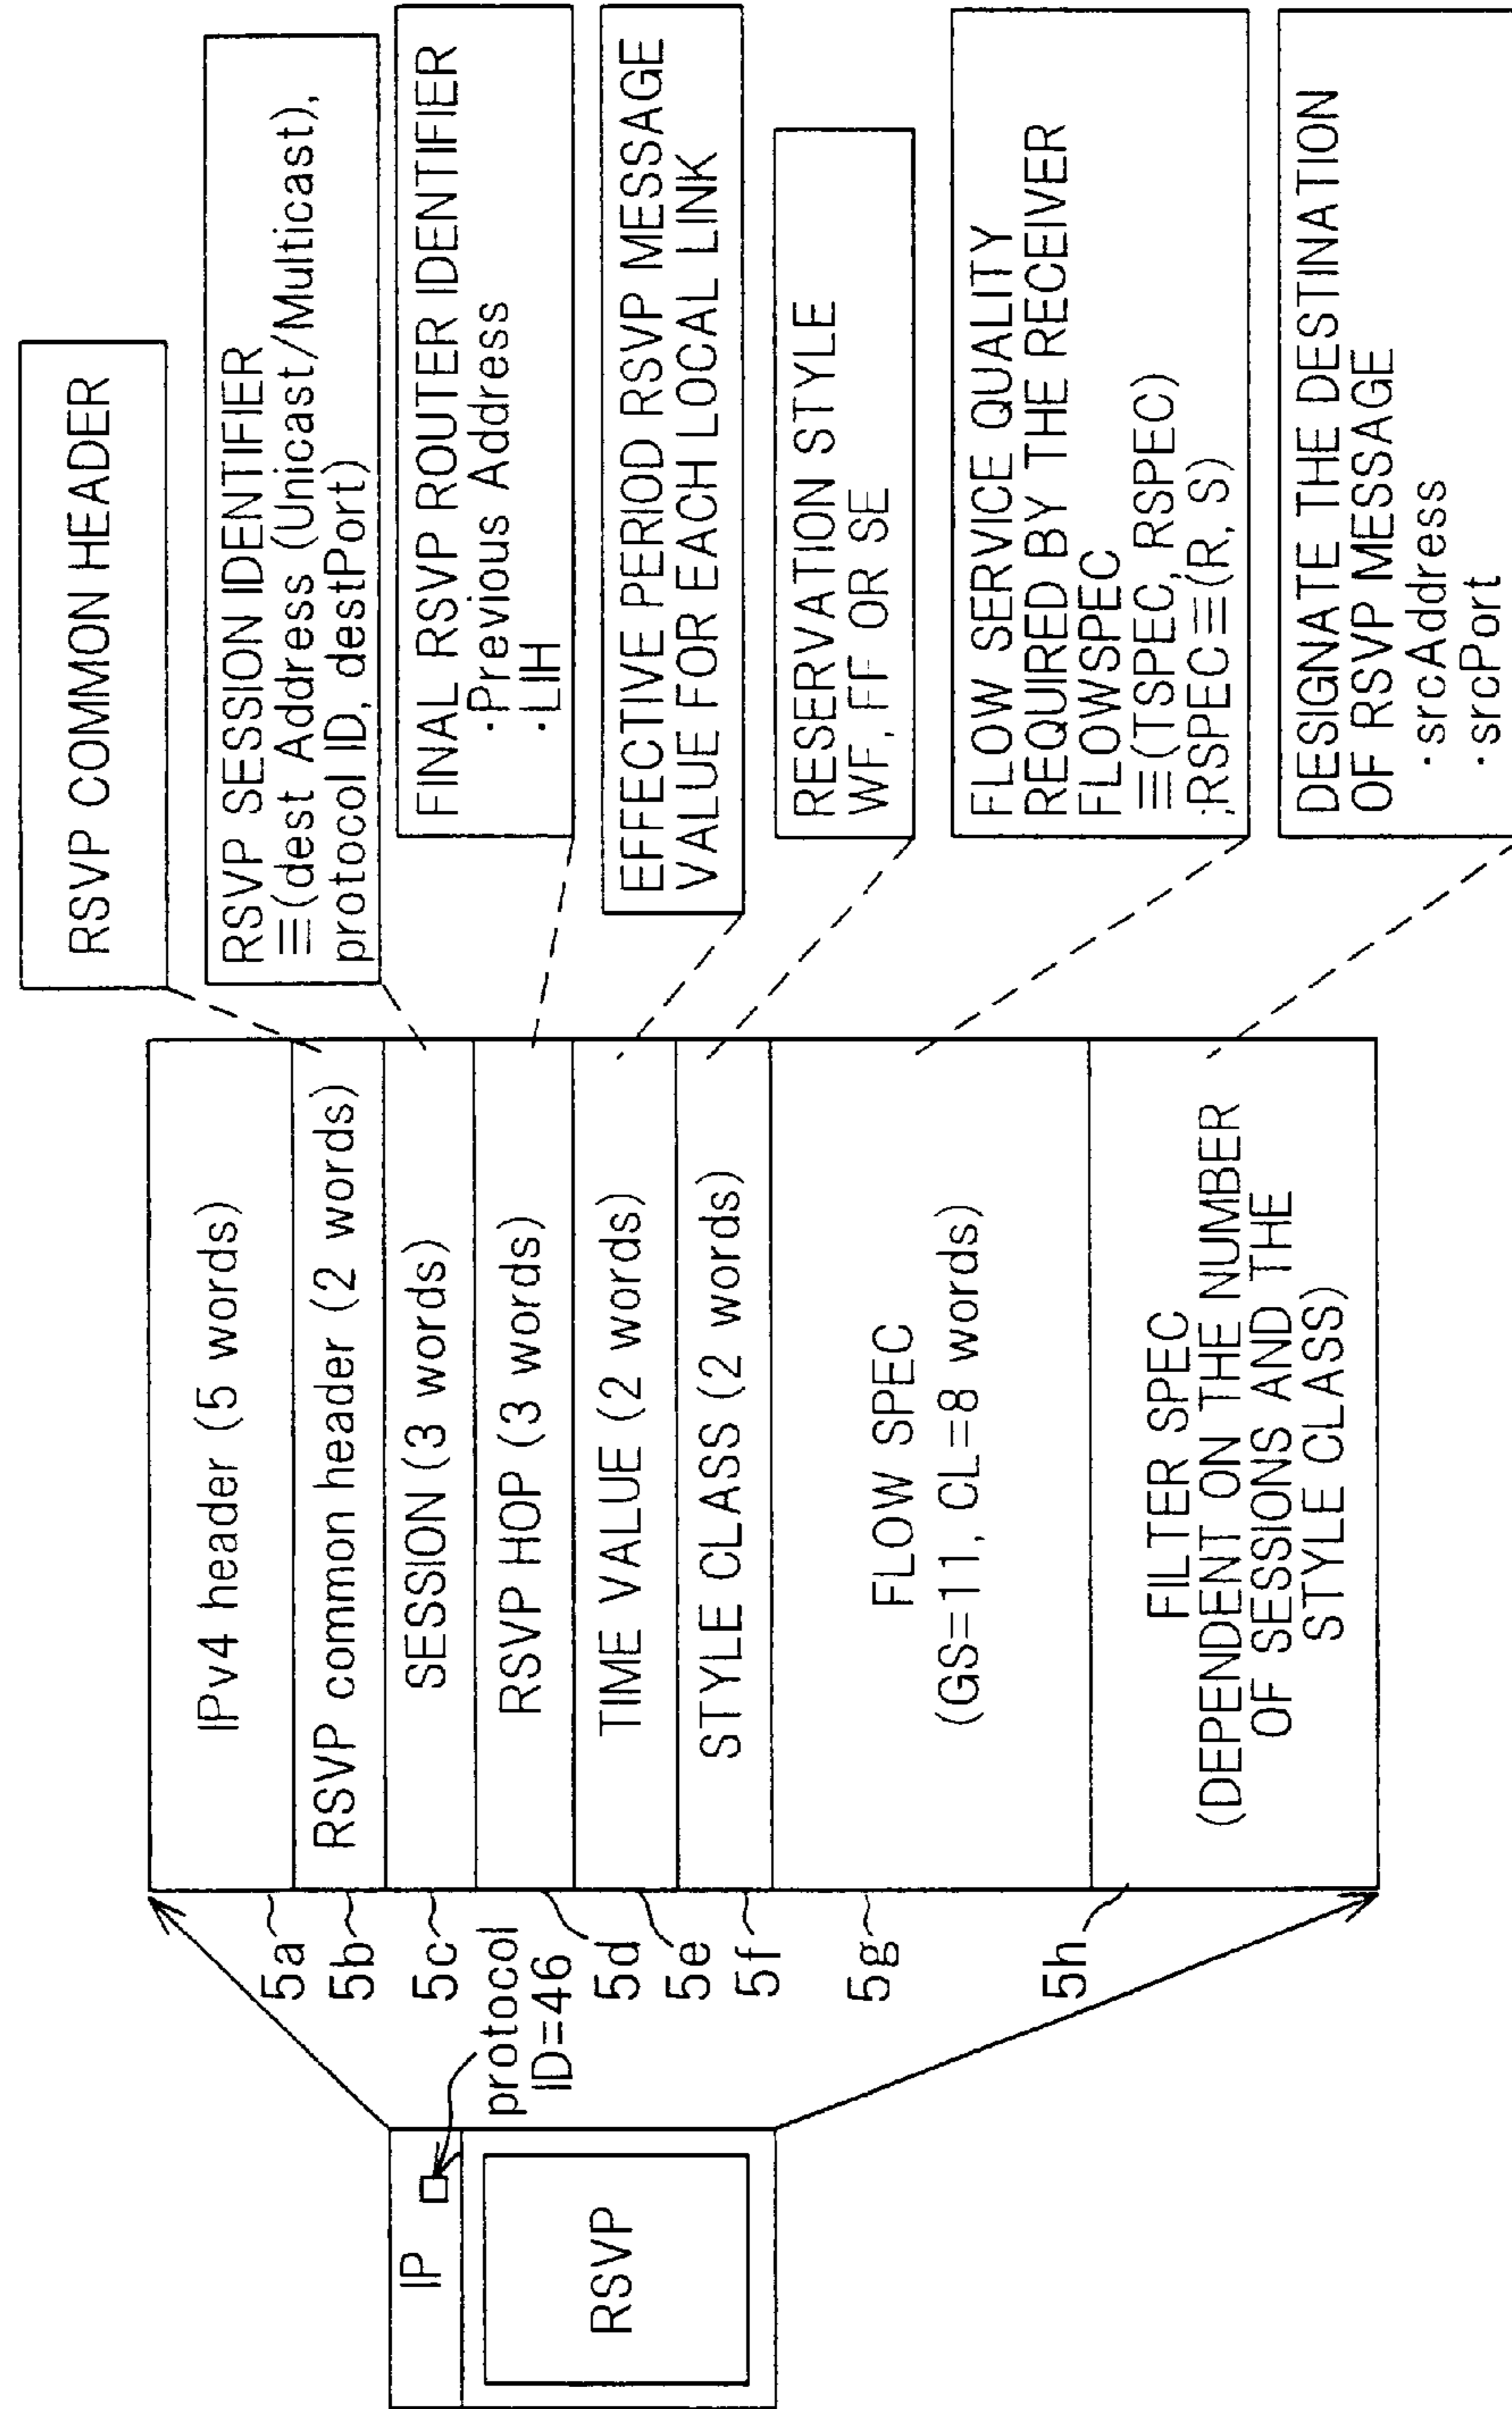 IP
RSVP
protocol
ID=46
5a
5b
5c
5d
5e
5f
5g
5h
IPv4 header (5 words)
RSVP common header (2 words)
SESSION (3 words)
RSVP HOP (3 words)
TIME VALUE (2 words)
STYLE CLASS (2 words)
FLOW SPEC
(GS=11, CL=8 words)
FILTER SPEC
(DEPENDENT ON THE NUMBER
OF SESSIONS AND THE
STYLE CLASS)
RSVP COMMON HEADER
RSVP SESSION IDENTIFIER
≡(dest Address (Unicast/Multicast),
protocol ID, destPort)
FINAL RSVP ROUTER IDENTIFIER
:Previous Address
:LIH
EFFECTIVE PERIOD RSVP MESSAGE
VALUE FOR EACH LOCAL LINK
RESERVATION STYLE
WF, FF OR SE
FLOW SERVICE QUALITY
REQUIRED BY THE RECEIVER
FLOWSPEC
≡(TSPEC, RSPEC)
;RSPEC≡(R, S)
DESIGNATE THE DESTINATION
OF RSVP MESSAGE
:srcAddress
:srcPort